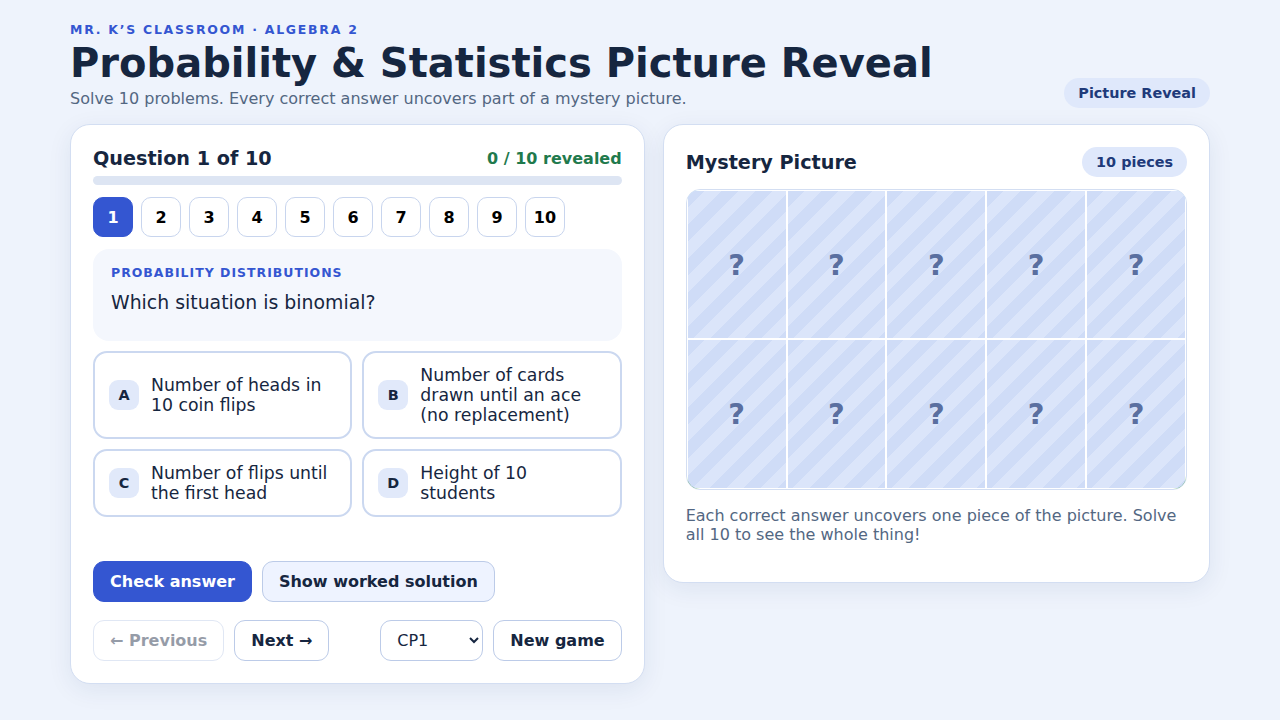 MR. K’S CLASSROOM · ALGEBRA 2
Probability & Statistics Picture Reveal
Solve 10 problems. Every correct answer uncovers part of a mystery picture.
Picture Reveal
Question 1 of 10
0 / 10 revealed
1 2 3 4 5 6 7 8 9 10
PROBABILITY DISTRIBUTIONS
Which situation is binomial?
A
Number of heads in
10 coin flips
B
Number of cards
drawn until an ace
(no replacement)
C
Number of flips until
the first head
D
Height of 10
students
Check answer
Show worked solution
← Previous
Next →
CP1
New game
Mystery Picture
10 pieces
? ? ? ? ?
? ? ? ? ?
Each correct answer uncovers one piece of the picture. Solve
all 10 to see the whole thing!